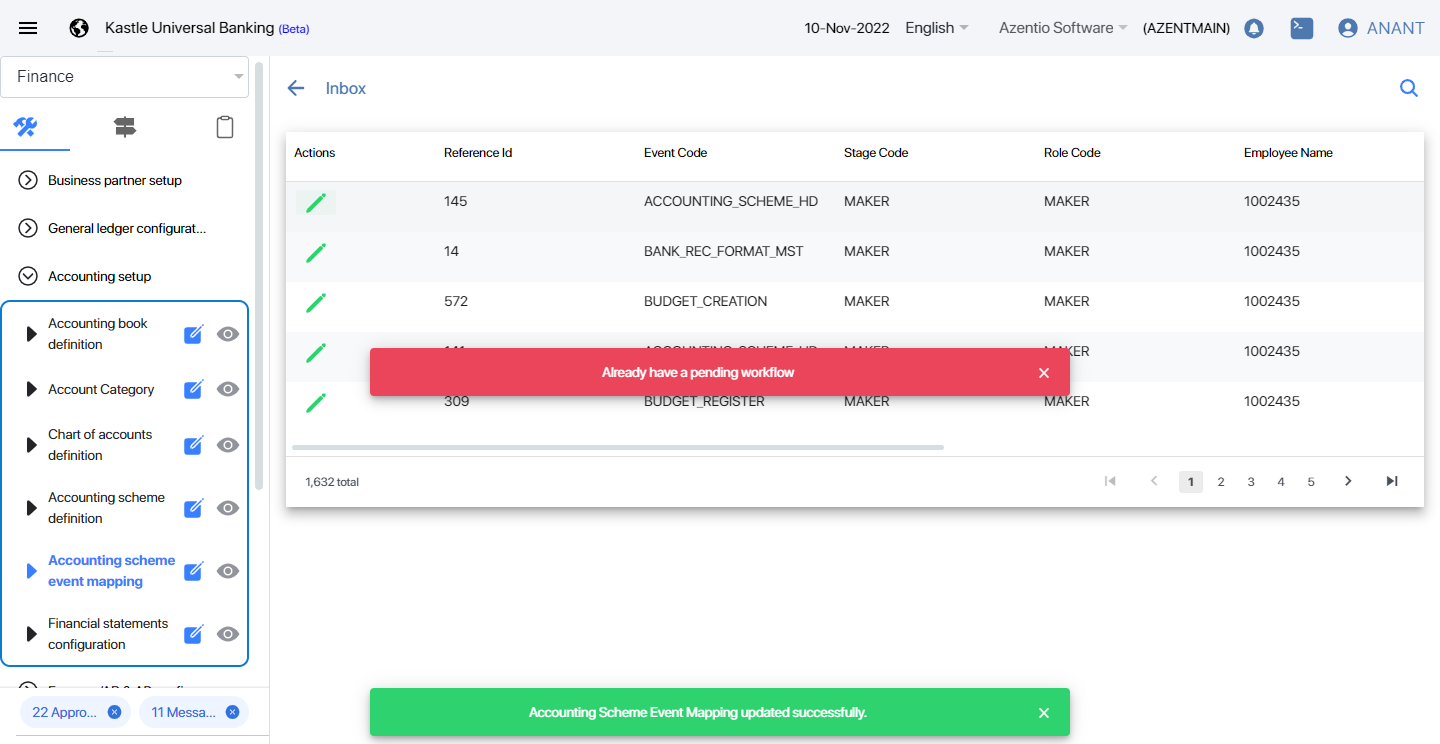 Kastle Universal Banking (Beta)
10-Nov-2022
English
Azentio Software
(AZENTMAIN)
ANANT
Finance
Business partner setup
General ledger configurat...
Accounting setup
Accounting book
definition
Account Category
Chart of accounts
definition
Accounting scheme
definition
Accounting scheme
event mapping
Financial statements
configuration
22 Appro...
11 Messa...
Inbox
Actions Reference Id Event Code Stage Code Role Code Employee Name
145 ACCOUNTING_SCHEME_HD MAKER MAKER 1002435
14 BANK_REC_FORMAT_MST MAKER MAKER 1002435
572 BUDGET_CREATION MAKER MAKER 1002435
1002435
Already have a pending workflow
309 BUDGET_REGISTER MAKER MAKER 1002435
1,632 total
1 2 3 4 5
Accounting Scheme Event Mapping updated successfully.